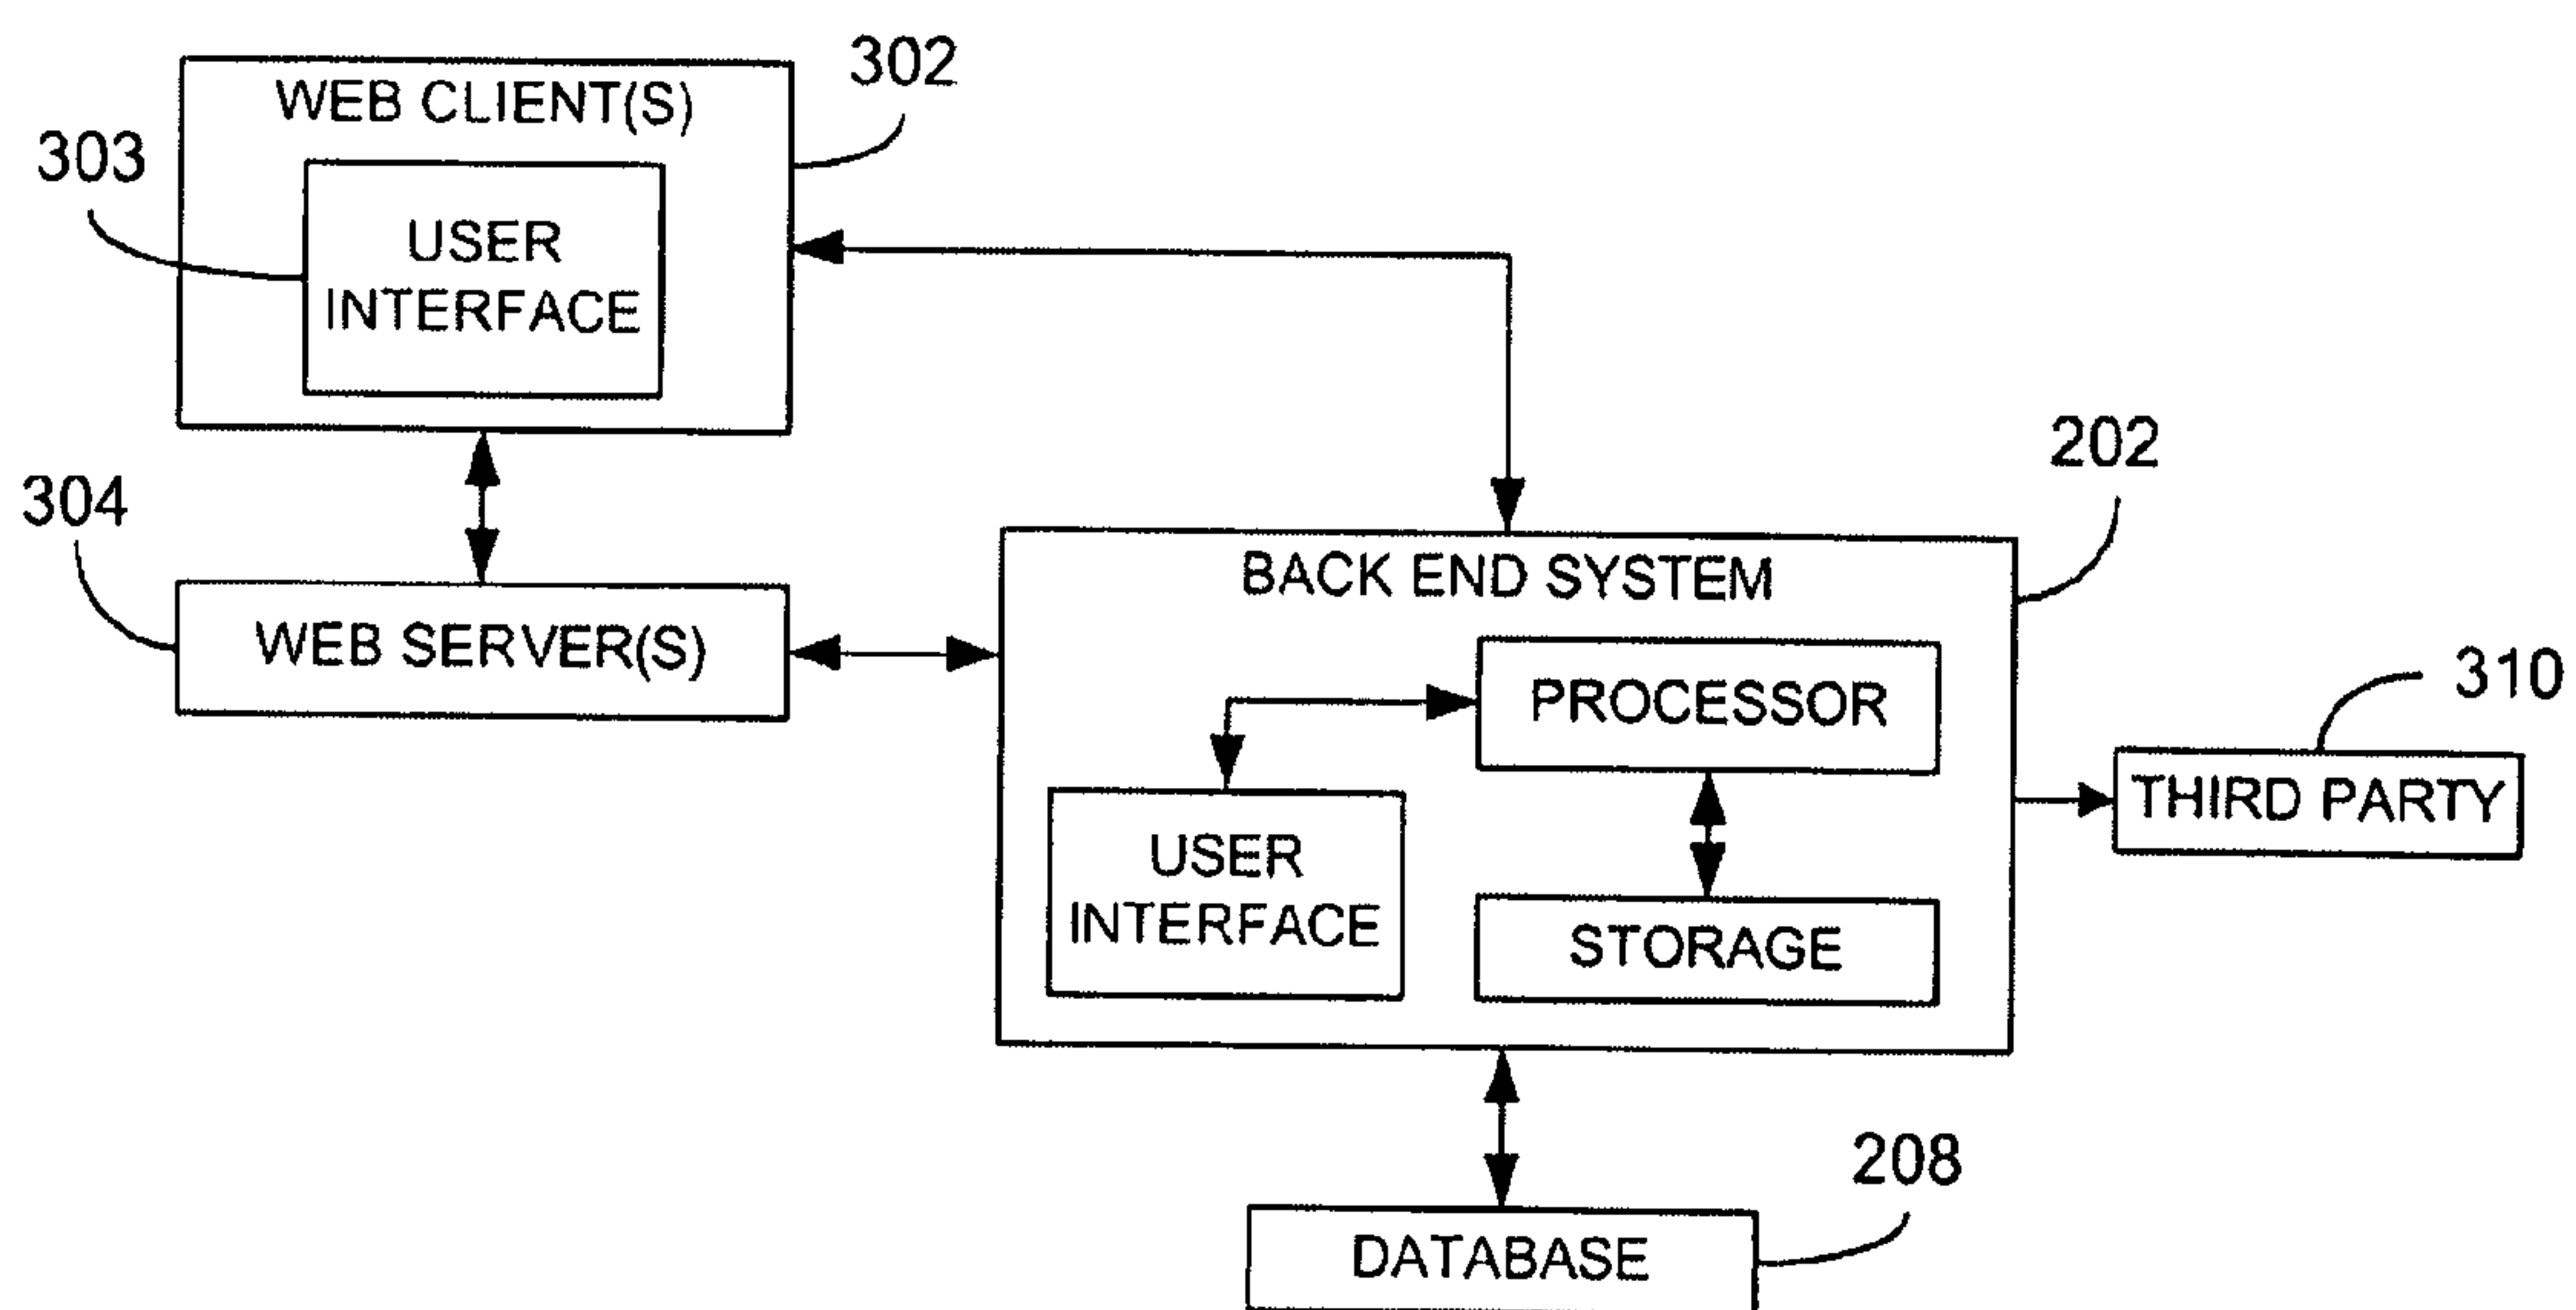 302
WEB CLIENT(S)
303
USER
INTERFACE
304
WEB SERVER(S)
202
BACK END SYSTEM
PROCESSOR
310
THIRD PARTY
USER
INTERFACE
STORAGE
208
DATABASE